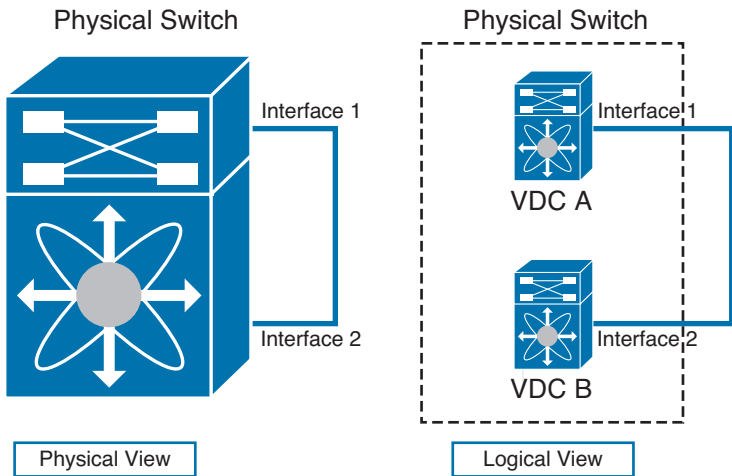 Physical Switch
Interface 1
Interface 2
Physical View
Physical Switch
Interface 1
VDC A
Interface 2
VDC B
Logical View